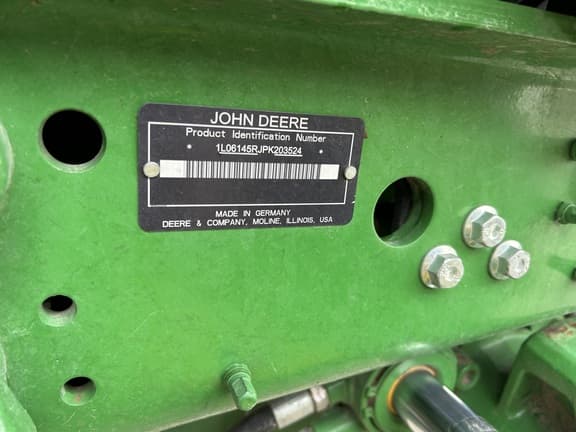 JOHN DEERE
Product Identification Number
* 1L06145RJPK203524 *
MADE IN GERMANY
DEERE & COMPANY, MOLINE, ILLINOIS, USA